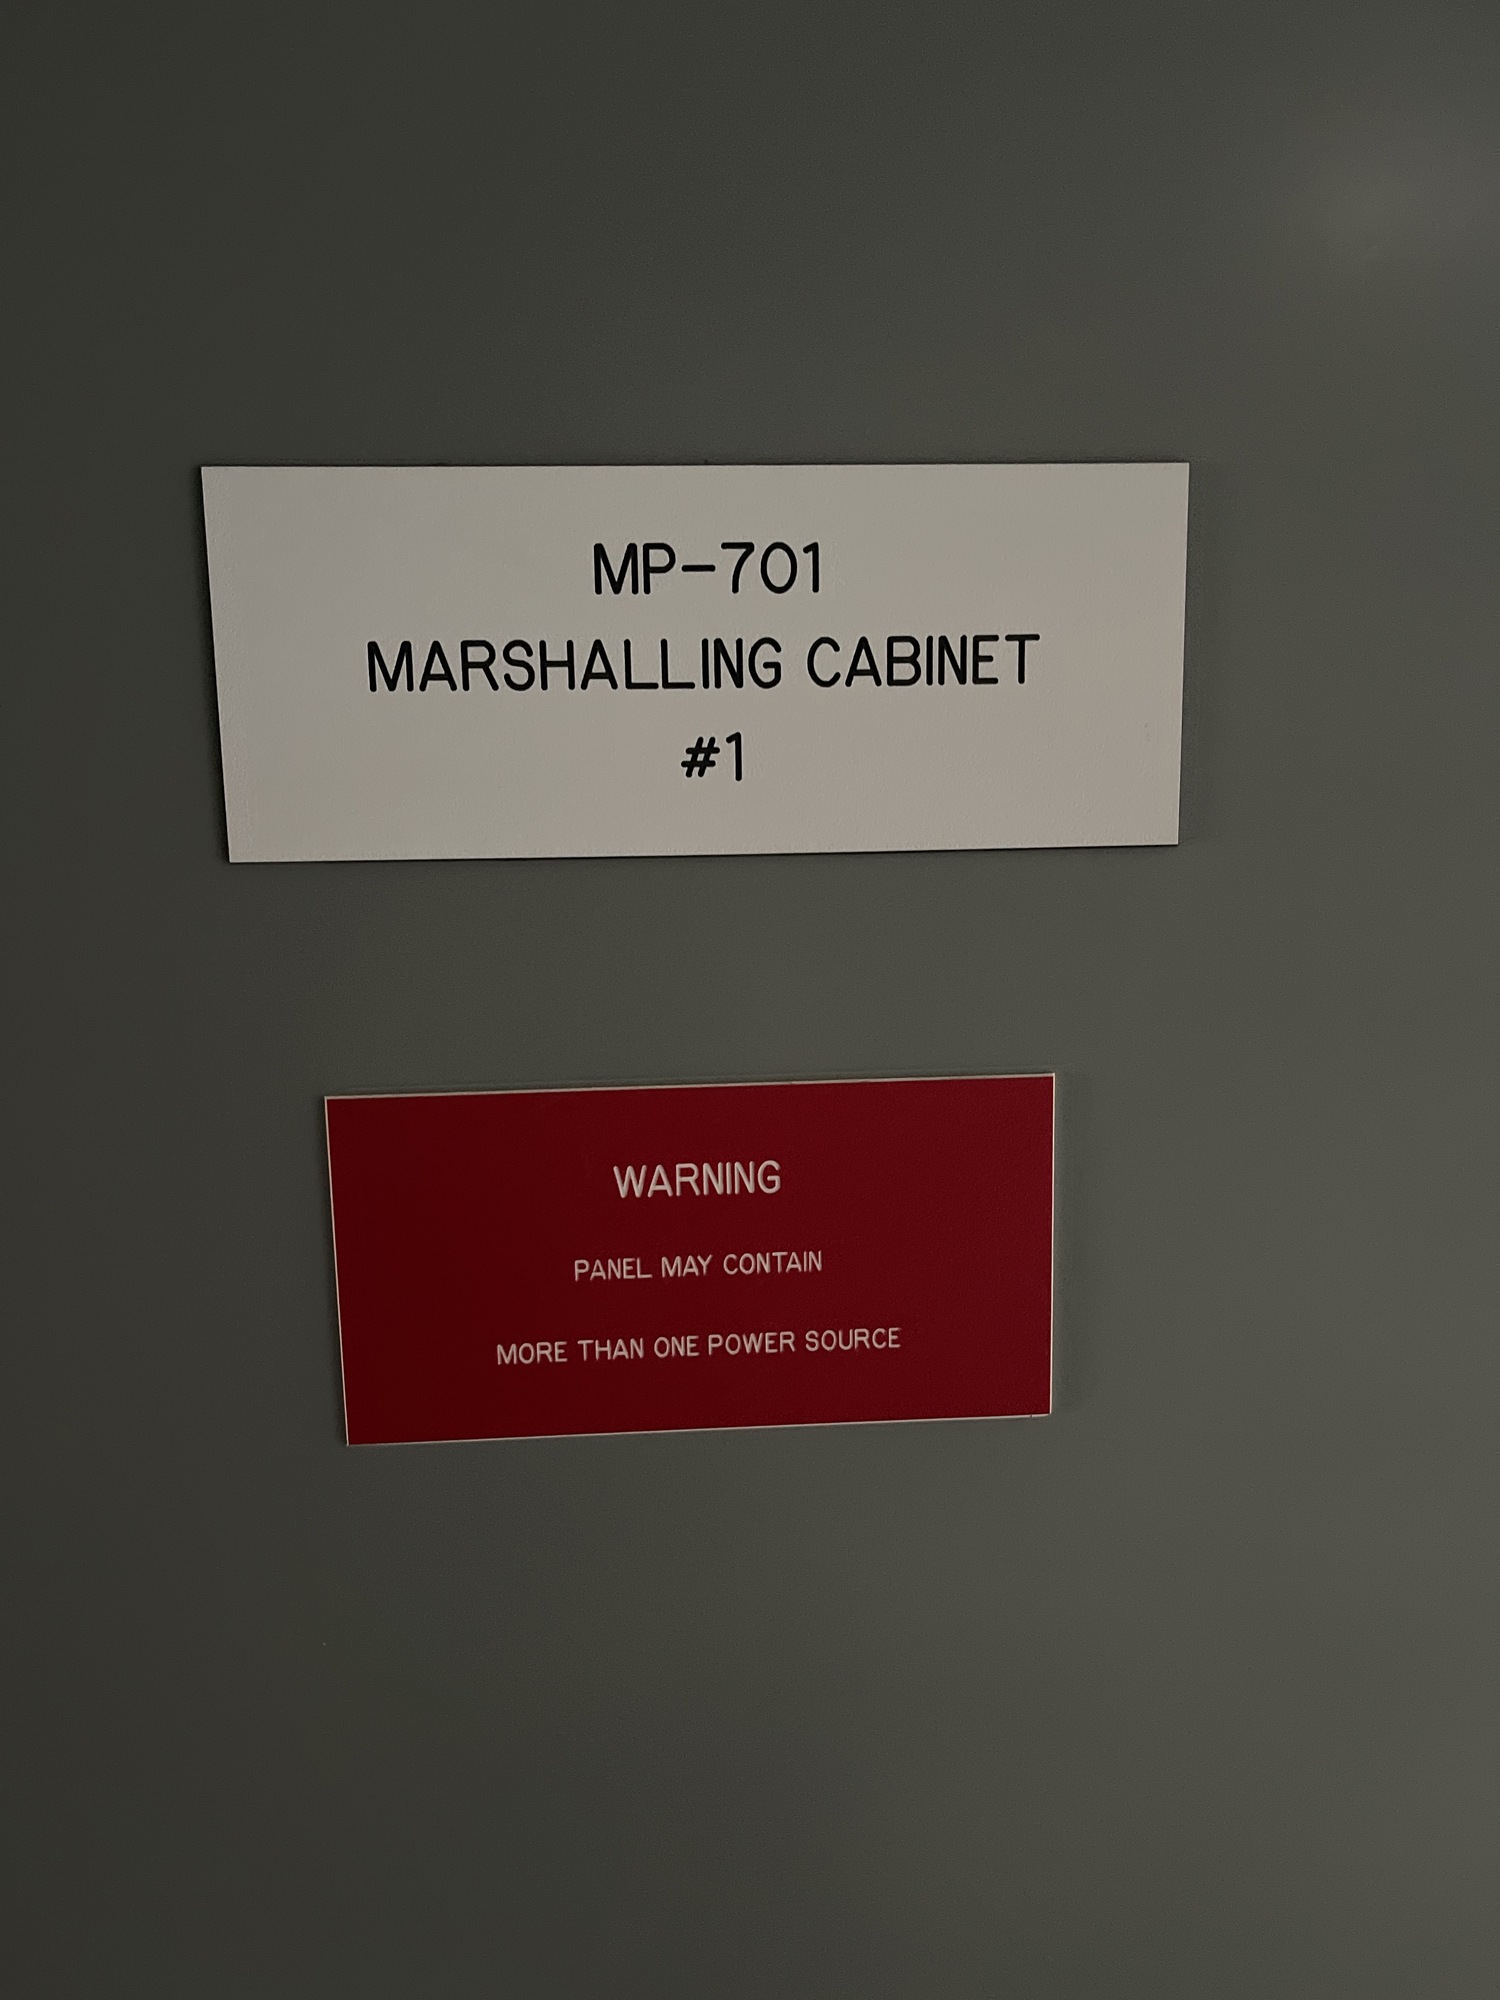 MP-701
MARSHALLING CABINET
#1
WARNING
PANEL MAY CONTAIN
MORE THAN ONE POWER SOURCE